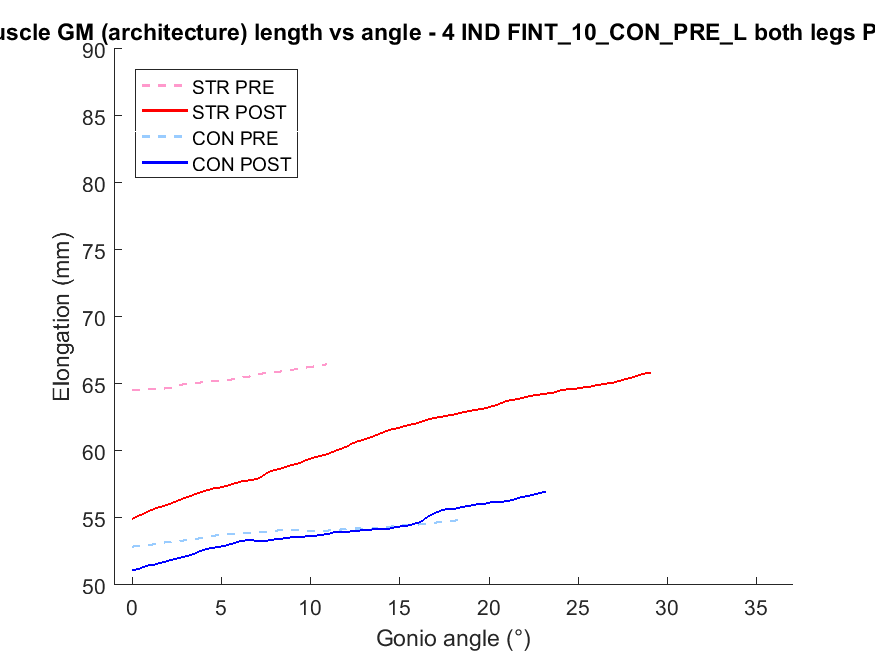 uscle GM (architecture) length vs angle - 4 IND FINT_10_CON_PRE_L both legs P
90
85
80
75
70
65
60
55
50
Elongation (mm)
STR PRE
STR POST
CON PRE
CON POST
0 5 10 15 20 25 30 35
Gonio angle (°)